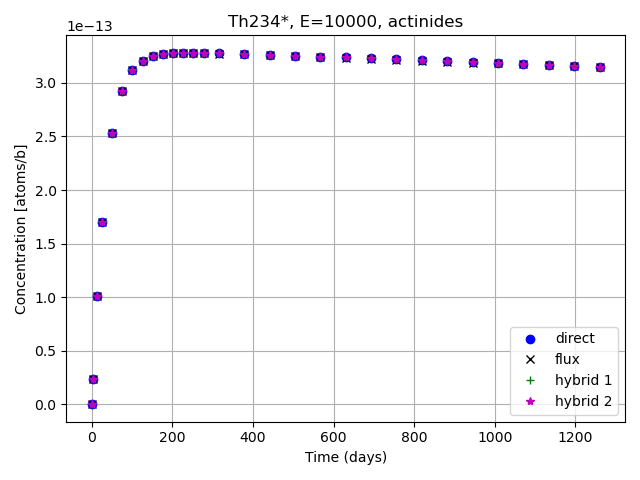 Th234*, E=10000, actinides
1e−13
3.0
2.5
2.0
1.5
1.0
0.5
0.0
Concentration [atoms/b]
0 200 400 600 800 1000 1200
Time (days)
direct
flux
hybrid 1
hybrid 2